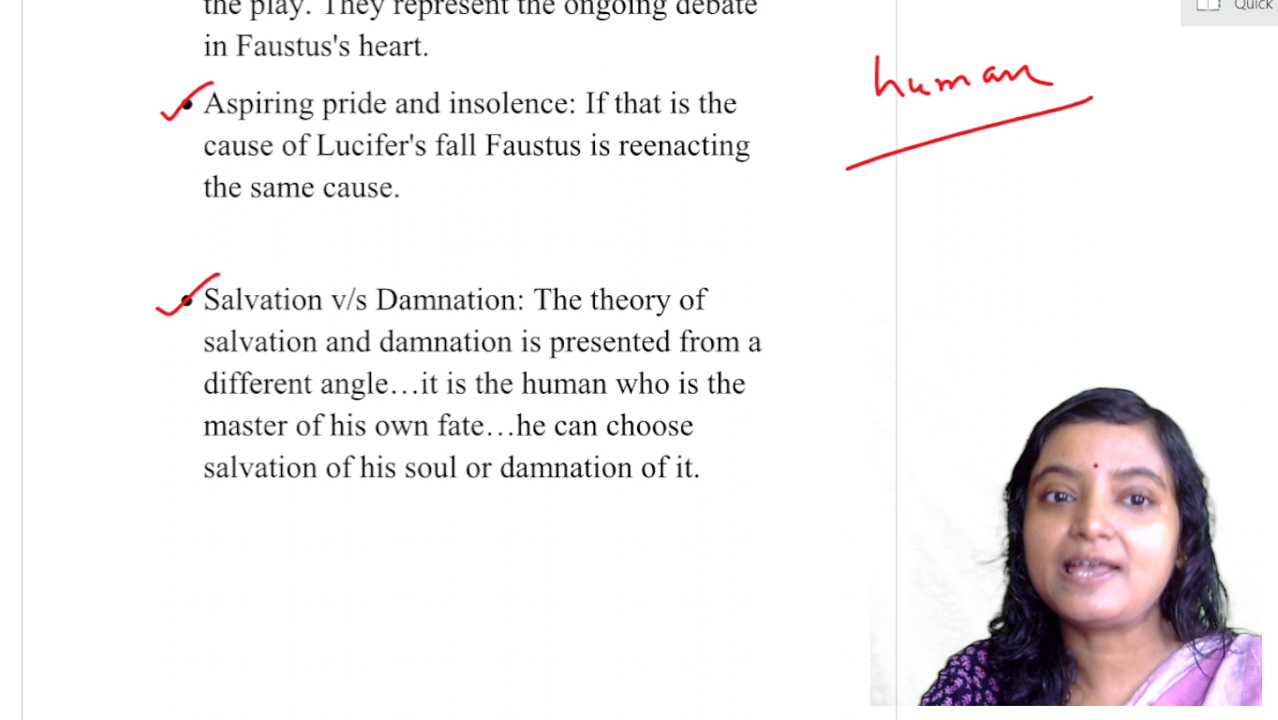 the play. They represent the ongoing debate
Quick
in Faustus's heart.
human
Aspiring pride and insolence: If that is the
cause of Lucifer's fall Faustus is reenacting
the same cause.
Salvation v/s Damnation: The theory of
salvation and damnation is presented from a
different angle…it is the human who is the
master of his own fate…he can choose
salvation of his soul or damnation of it.